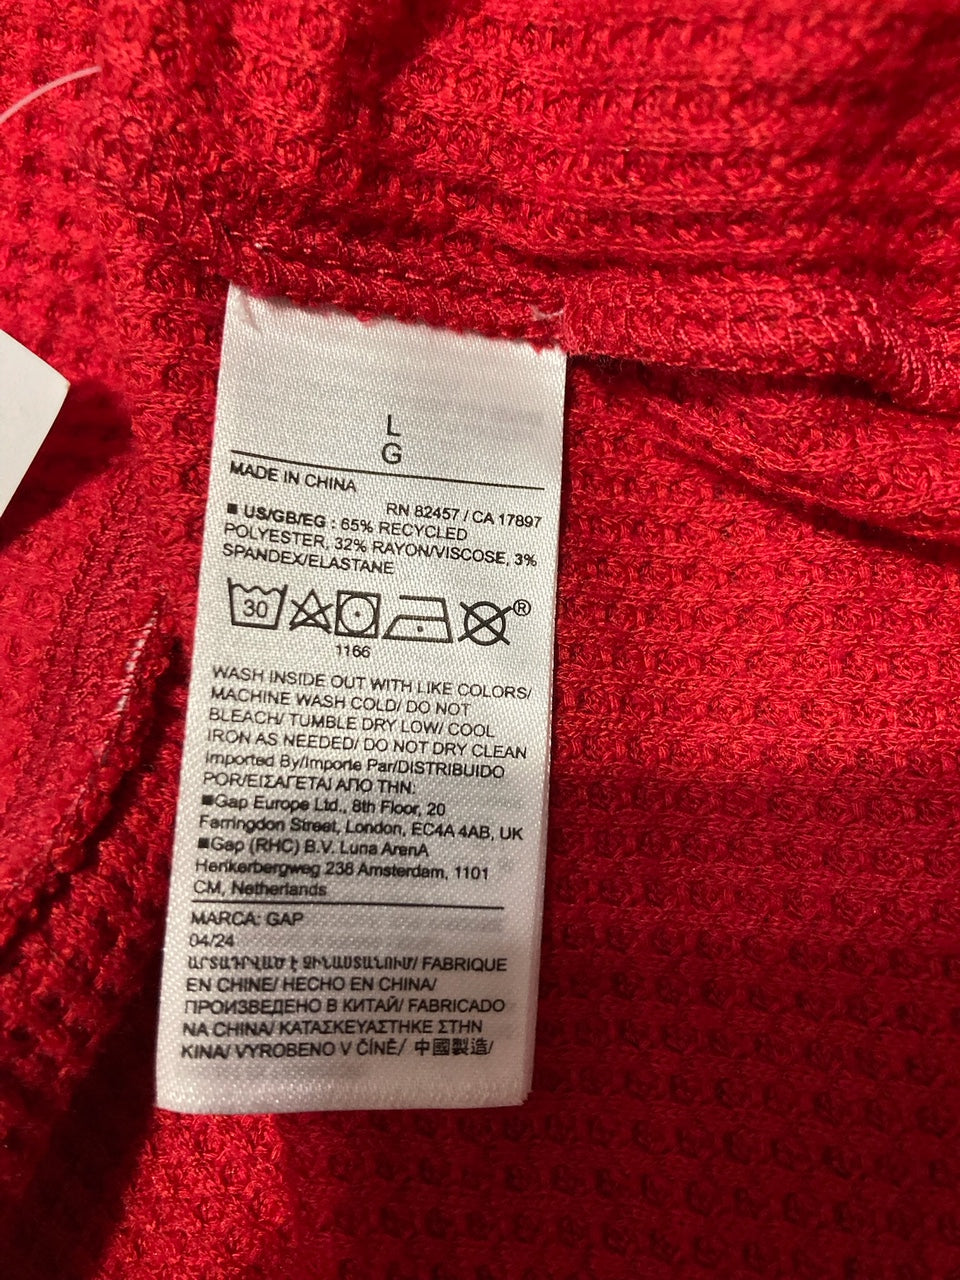 L
G
MADE IN CHINA
RN 82457 / CA 17897
■ US/GB/EG : 65% RECYCLED
POLYESTER, 32% RAYON/VISCOSE, 3%
SPANDEX/ELASTANE
30
®
1166
WASH INSIDE OUT WITH LIKE COLORS/
MACHINE WASH COLD/ DO NOT
BLEACH/ TUMBLE DRY LOW/ COOL
IRON AS NEEDED/ DO NOT DRY CLEAN
Imported By/Importe Par/DISTRIBUIDO
POR/ΕΙΣΑΓΕΤΑΙ ΑΠΟ ΤΗΝ:
■Gap Europe Ltd., 8th Floor, 20
Farringdon Street, London, EC4A 4AB, UK
■Gap (RHC) B.V. Luna ArenA
Herikerbergweg 238 Amsterdam, 1101
CM, Netherlands
MARCA: GAP
04/24
ԱՐՏԱԴՐՎԱԾ Է ՉԻՆԱՍՏԱՆՈՒՄ/ FABRIQUE
EN CHINE/ HECHO EN CHINA/
ПРОИЗВЕДЕНО В КИТАЙ/ FABRICADO
NA CHINA/ ΚΑΤΑΣΚΕΥΑΣΤΗΚΕ ΣΤΗΝ
ΚΙΝΑ/ VYROBENO V ČÍNĚ/ 中國製造/